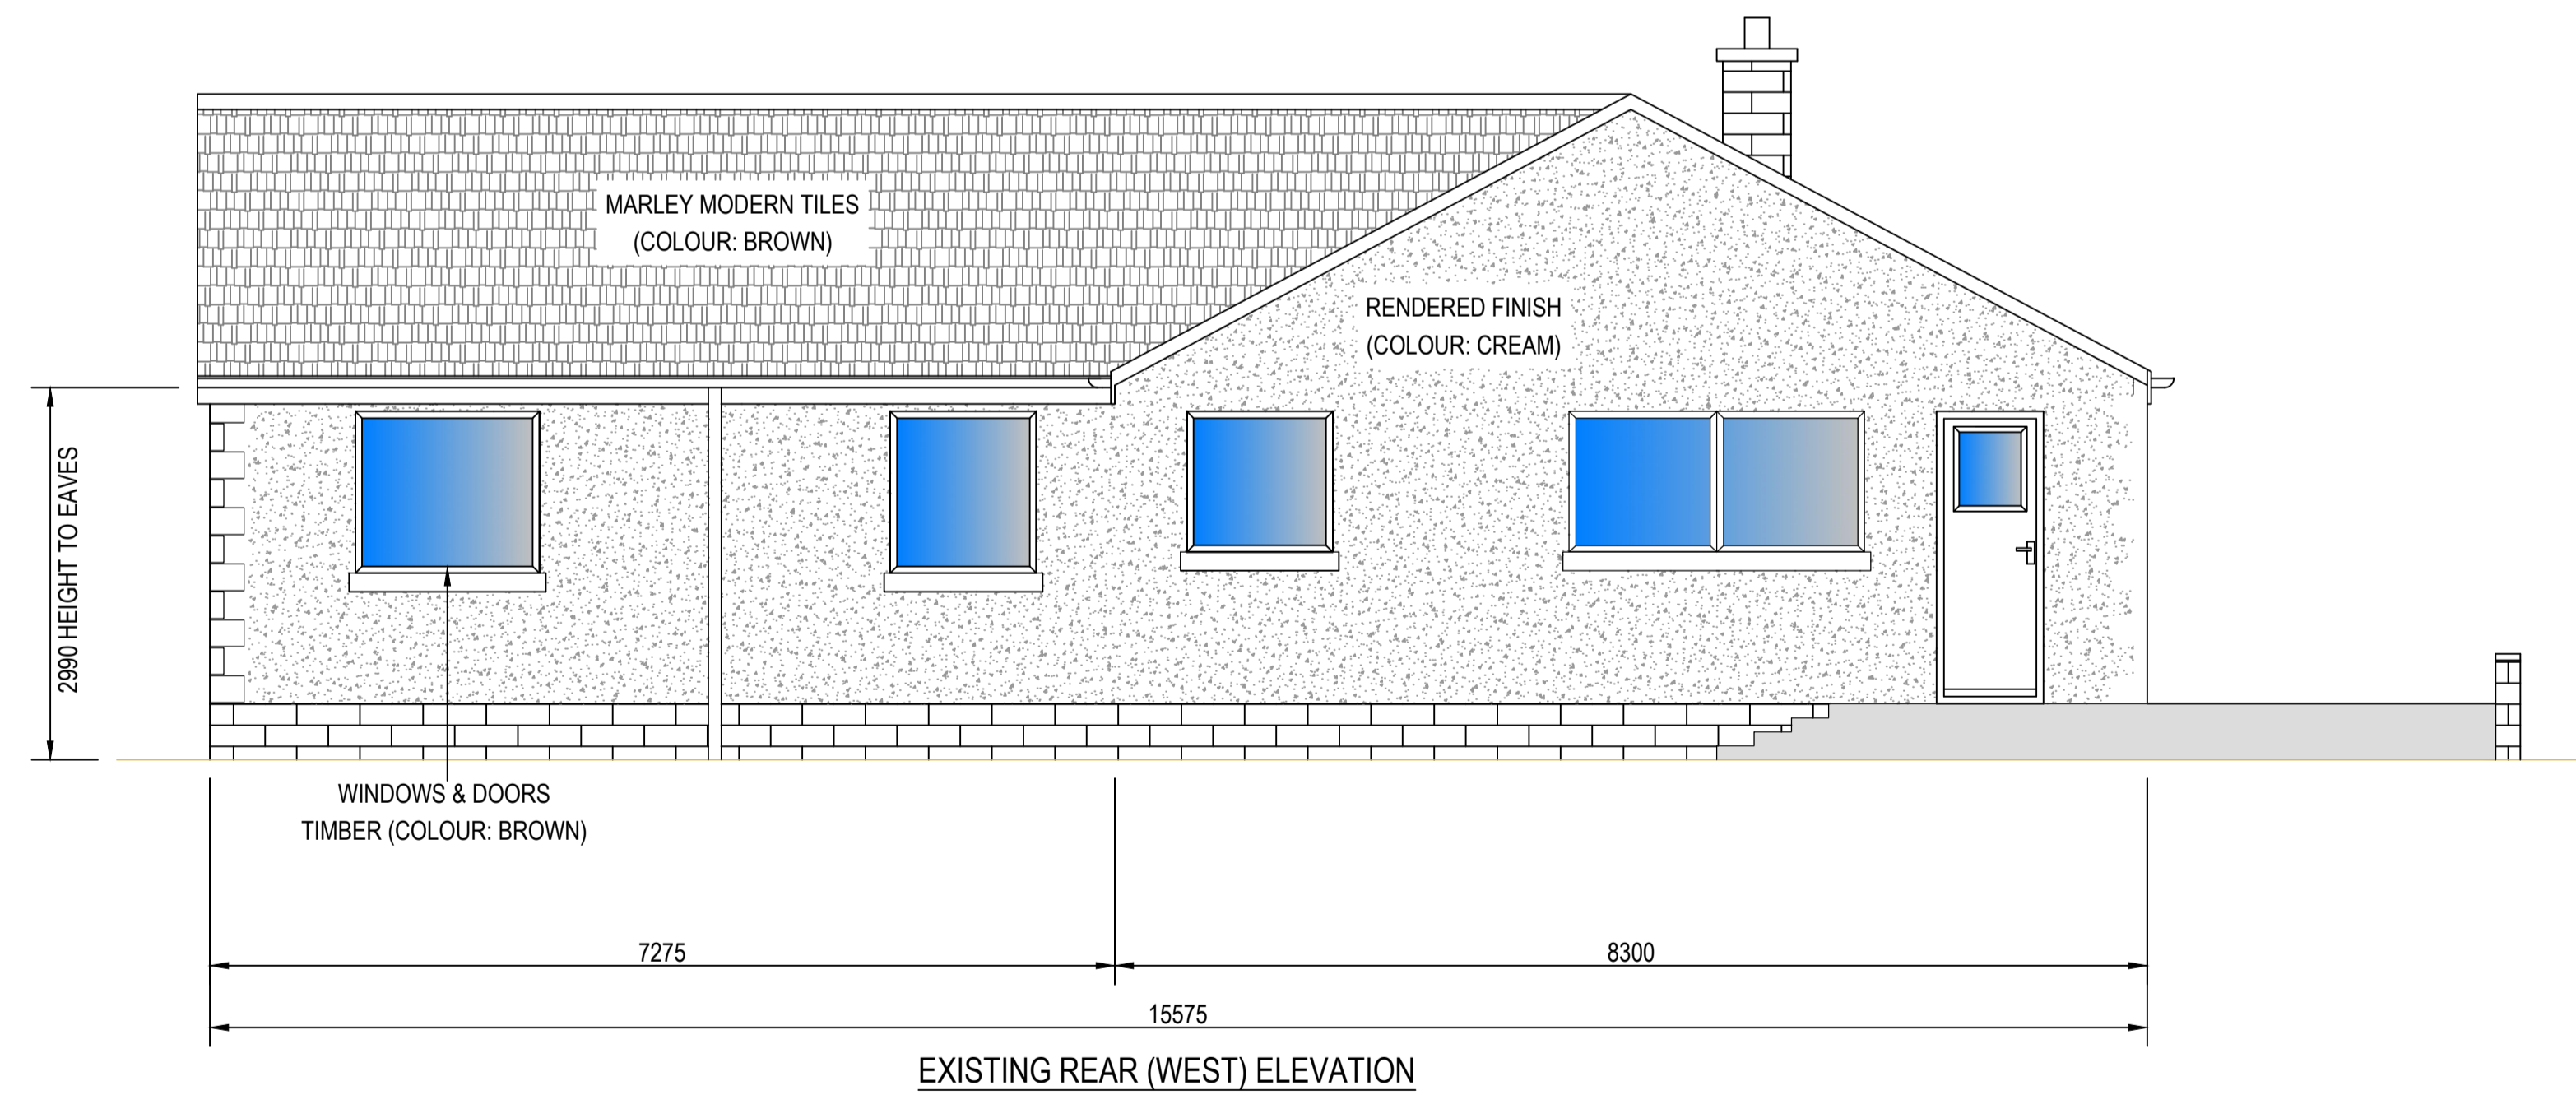 MARLEY MODERN TILES
(COLOUR: BROWN)
RENDERED FINISH
(COLOUR: CREAM)
2990 HEIGHT TO EAVES
WINDOWS & DOORS
TIMBER (COLOUR: BROWN)
7275
8300
15575
EXISTING REAR (WEST) ELEVATION